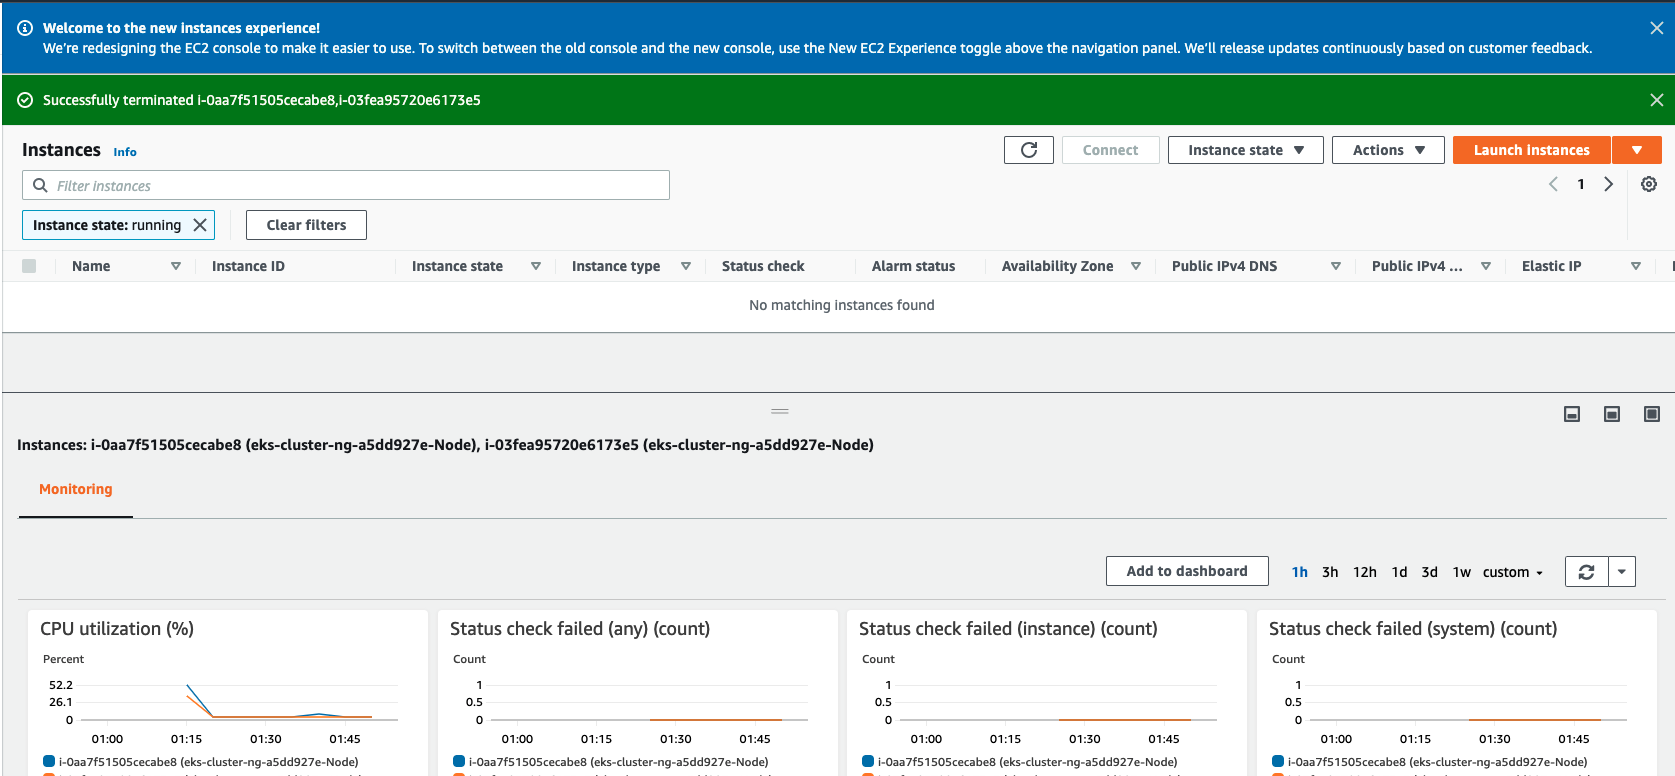 Welcome to the new instances experience!
We're redesigning the EC2 console to make it easier to use. To switch between the old console and the new console, use the New EC2 Experience toggle above the navigation panel. We'll release updates continuously based on customer feedback.
Successfully terminated i-0aa7f51505cecabe8,i-03fea95720e6173e5
Instances Info
Connect Instance state Actions Launch instances
Filter instances
1
Instance state: running Clear filters
Name Instance ID Instance state Instance type Status check Alarm status Availability Zone Public IPv4 DNS Public IPv4 ... Elastic IP
No matching instances found
Instances: i-0aa7f51505cecabe8 (eks-cluster-ng-a5dd927e-Node), i-03fea95720e6173e5 (eks-cluster-ng-a5dd927e-Node)
Monitoring
Add to dashboard 1h 3h 12h 1d 3d 1w custom
CPU utilization (%)
Percent
52.2
26.1
0
01:00 01:15 01:30 01:45
i-0aa7f51505cecabe8 (eks-cluster-ng-a5dd927e-Node)
Status check failed (any) (count)
Count
1
0.5
0
01:00 01:15 01:30 01:45
i-0aa7f51505cecabe8 (eks-cluster-ng-a5dd927e-Node)
Status check failed (instance) (count)
Count
1
0.5
0
01:00 01:15 01:30 01:45
i-0aa7f51505cecabe8 (eks-cluster-ng-a5dd927e-Node)
Status check failed (system) (count)
Count
1
0.5
0
01:00 01:15 01:30 01:45
i-0aa7f51505cecabe8 (eks-cluster-ng-a5dd927e-Node)